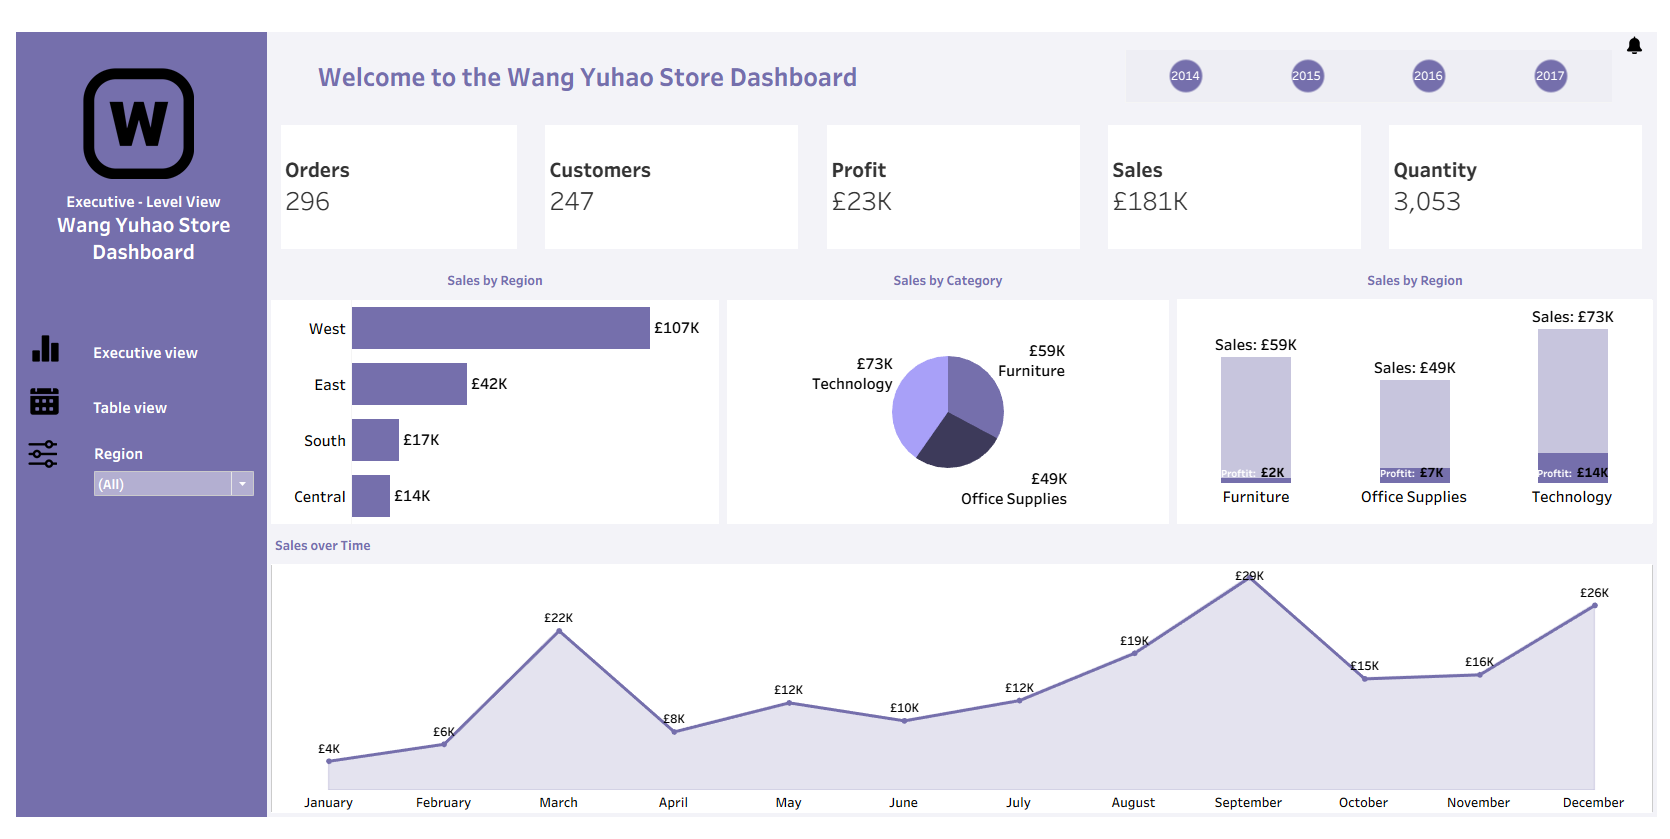 W
Executive - Level View
Wang Yuhao Store
Dashboard
Executive view
Table view
Region
(All)
Welcome to the Wang Yuhao Store Dashboard
2014
2015
2016
2017
Orders
296
Customers
247
Profit
£23K
Sales
£181K
Quantity
3,053
Sales by Region
West £107K
East £42K
South £17K
Central £14K
Sales by Category
£73K
Technology
£59K
Furniture
£49K
Office Supplies
Sales by Region
Sales: £59K
Sales: £49K
Sales: £73K
Proftit: £2K
Proftit: £7K
Proftit: £14K
Furniture
Office Supplies
Technology
Sales over Time
£4K
£6K
£22K
£8K
£12K
£10K
£12K
£19K
£29K
£15K
£16K
£26K
January
February
March
April
May
June
July
August
September
October
November
December